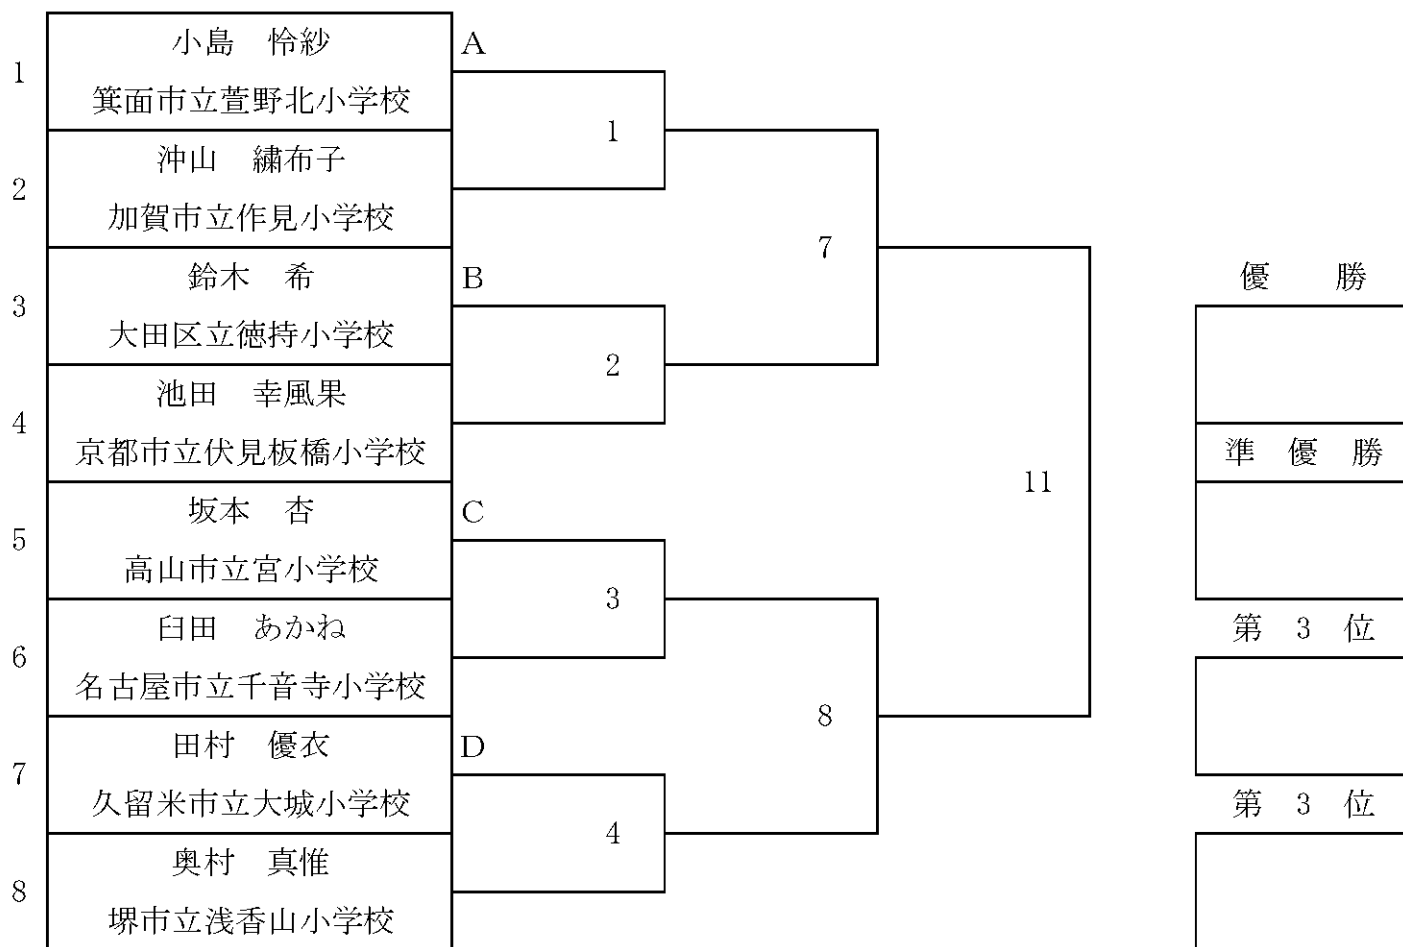 小島　怜紗
A
1
箕面市立萱野北小学校
1
沖山　繍布子
2
加賀市立作見小学校
7
鈴木　希
B
優　勝
3
大田区立徳持小学校
2
池田　幸風果
4
京都市立伏見板橋小学校
準　優　勝
11
坂本　杏
C
5
高山市立宮小学校
3
臼田　あかね
第　3　位
6
名古屋市立千音寺小学校
8
田村　優衣
D
7
久留米市立大城小学校
第　3　位
4
奥村　真惟
8
堺市立浅香山小学校